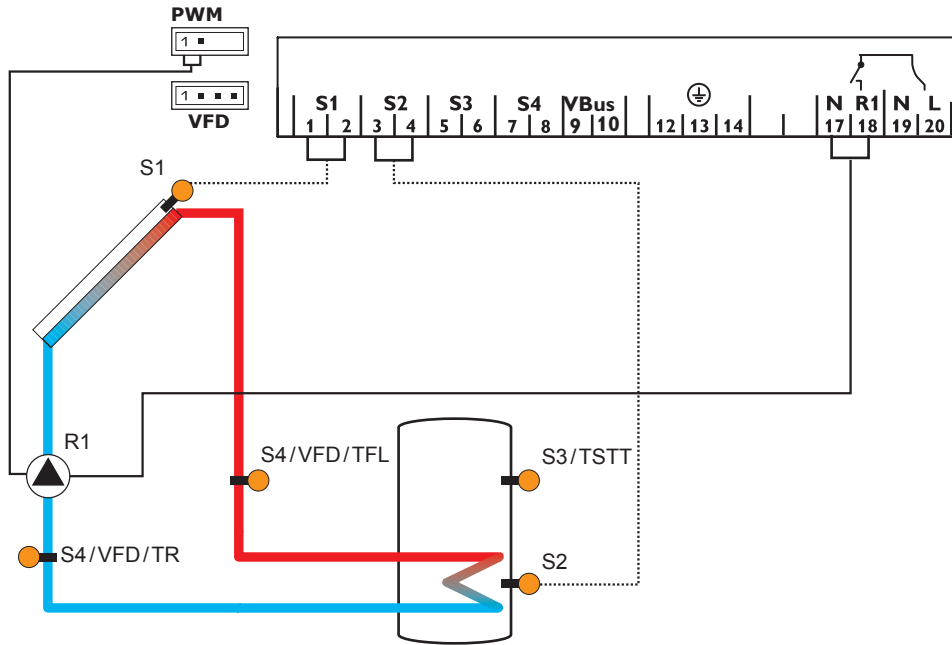 PWM
1
1
VFD
S1 S2 S3 S4 VBus N R1 N L
1 2 3 4 5 6 7 8 9 10 12 13 14 17 18 19 20
S1
R1
S4/VFD/TFL
S3/TSTT
S4/VFD/TR
S2